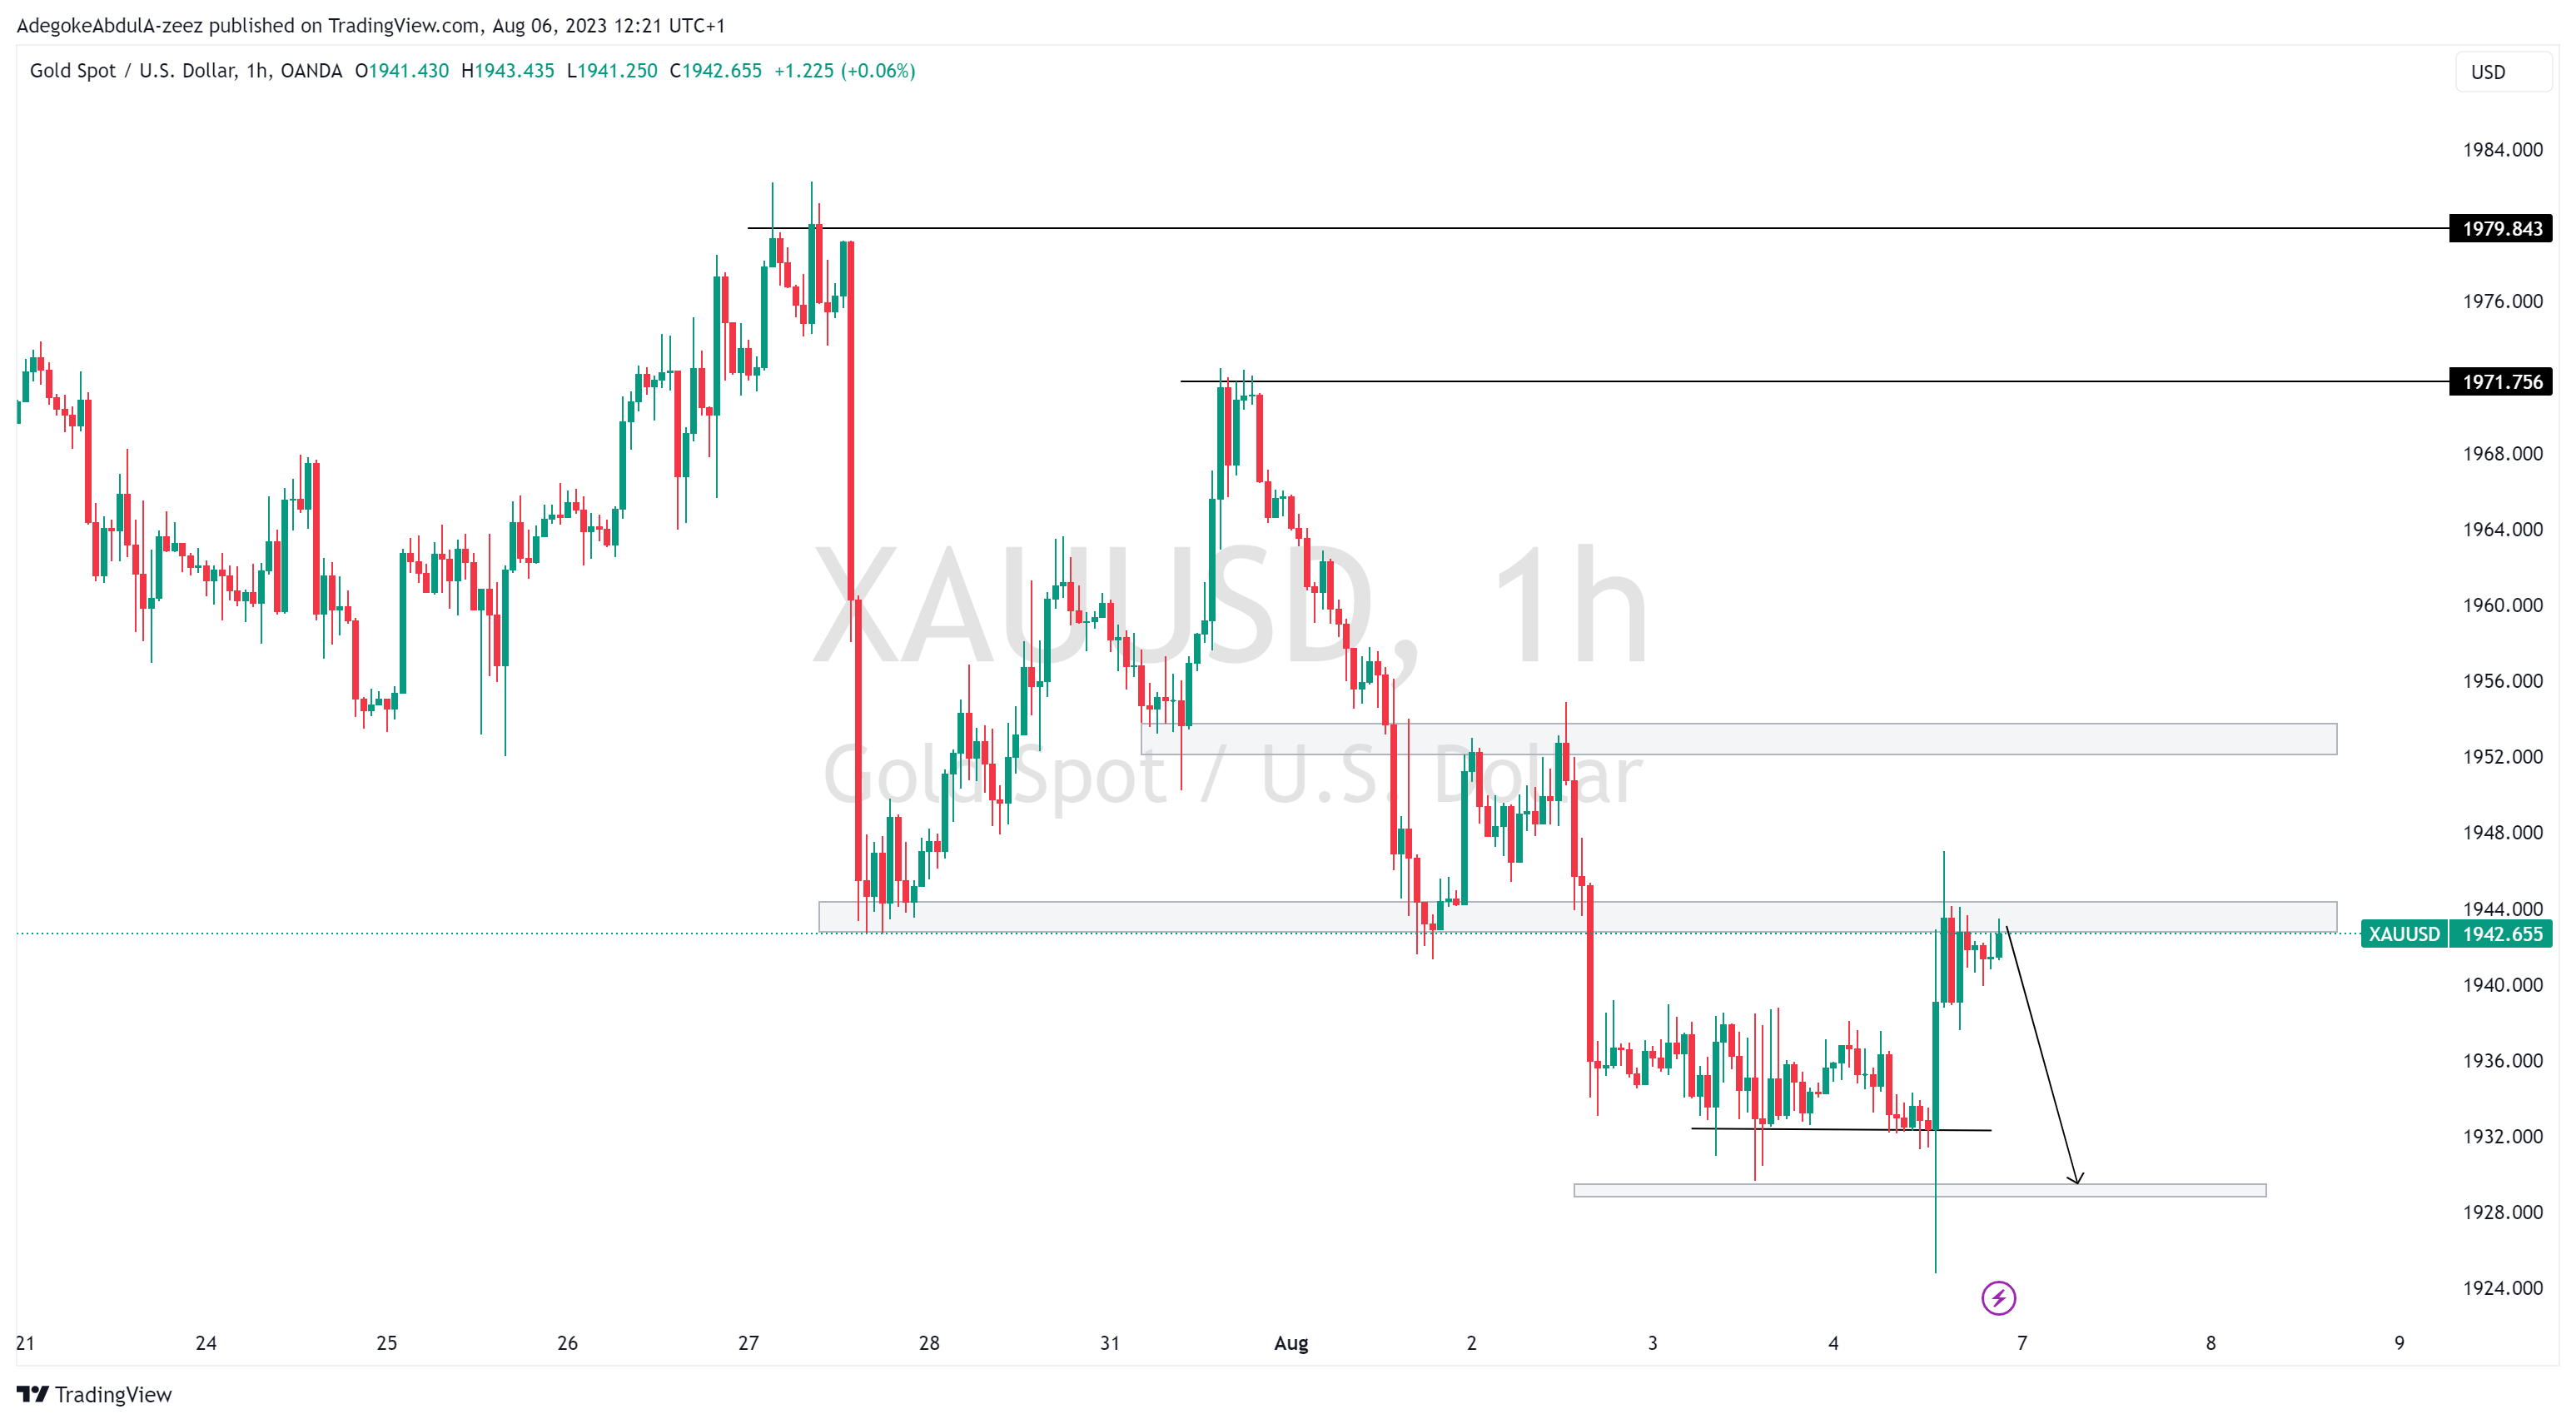 AdegokeAbdulA-zeez published on TradingView.com, Aug 06, 2023 12:21 UTC+1
Gold Spot / U.S. Dollar, 1h, OANDA O1941.430 H1943.435 L1941.250 C1942.655 +1.225 (+0.06%)
USD
1984.000
1979.843
1976.000
1971.756
1968.000
1964.000
1960.000
1956.000
1952.000
1948.000
1944.000
XAUUSD 1942.655
1940.000
1936.000
1932.000
1928.000
1924.000
XAUUSD, 1h
Gold Spot / U.S. Dollar
21 24 25 26 27 28 31 Aug 2 3 4 7 8 9
TradingView